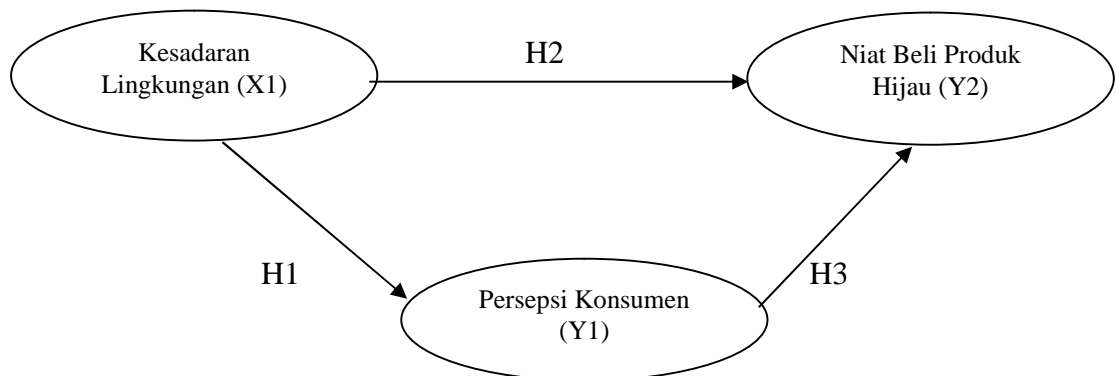 Kesadaran
Lingkungan (X1)
H2
Niat Beli Produk
Hijau (Y2)
H1
Persepsi Konsumen
(Y1)
H3